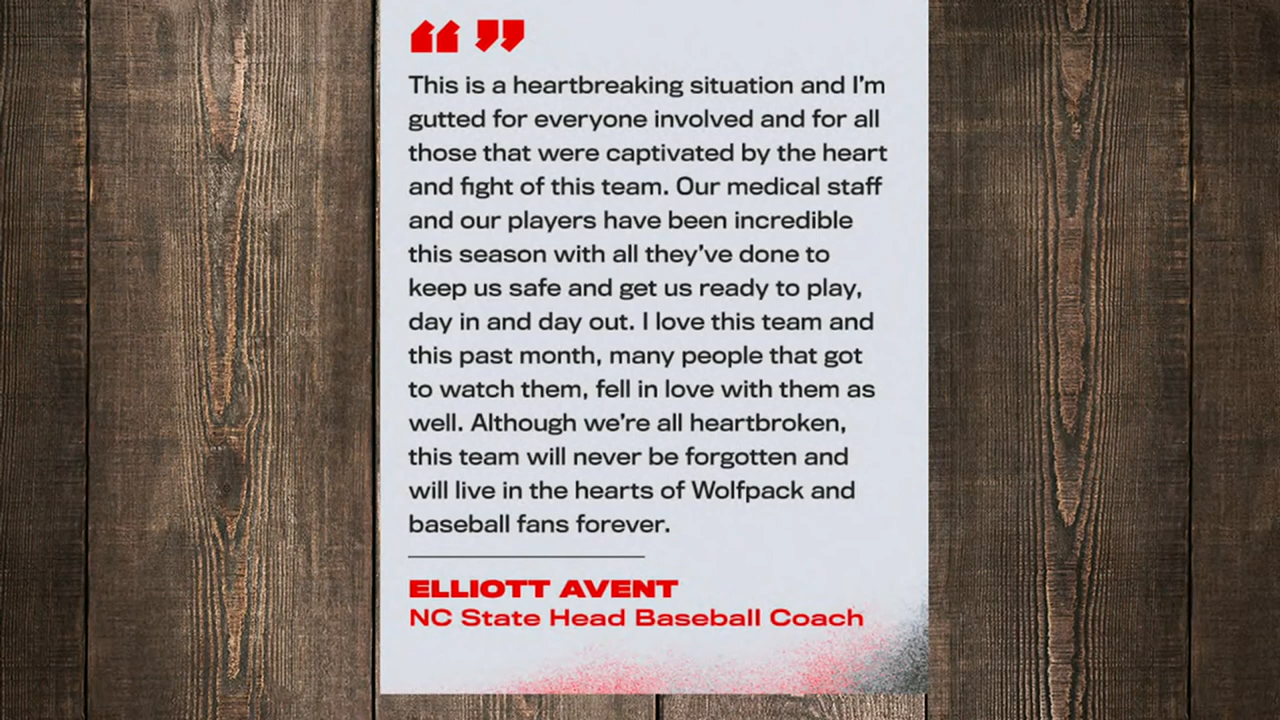 “ ”
This is a heartbreaking situation and I’m
gutted for everyone involved and for all
those that were captivated by the heart
and fight of this team. Our medical staff
and our players have been incredible
this season with all they’ve done to
keep us safe and get us ready to play,
day in and day out. I love this team and
this past month, many people that got
to watch them, fell in love with them as
well. Although we’re all heartbroken,
this team will never be forgotten and
will live in the hearts of Wolfpack and
baseball fans forever.
ELLIOTT AVENT
NC State Head Baseball Coach